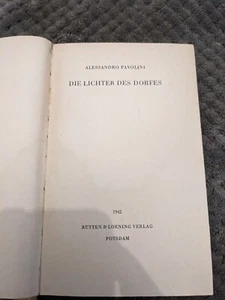 ALESSANDRO PAVOLINI
DIE LICHTER DES DORFES
1942
RÜTTEN & LOENING VERLAG
POTSDAM